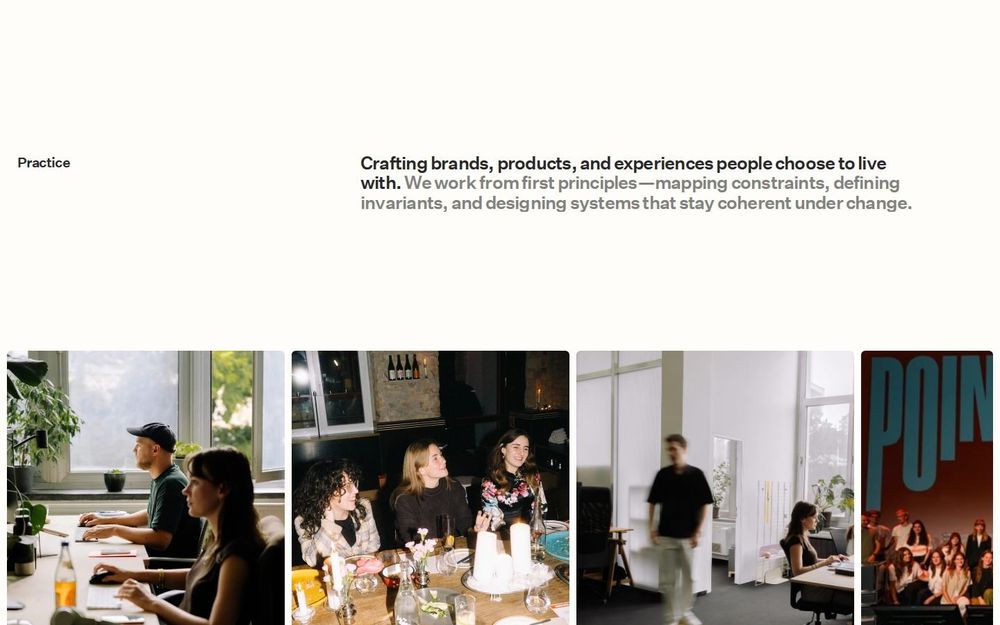 Practice
Crafting brands, products, and experiences people choose to live
with. We work from first principles—mapping constraints, defining
invariants, and designing systems that stay coherent under change.
POIN